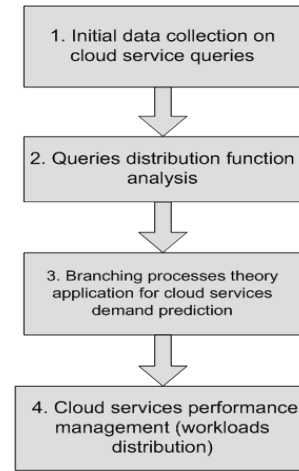 1. Initial data collection on
cloud service queries
2. Queries distribution function
analysis
3. Branching processes theory
application for cloud services
demand prediction
4. Cloud services performance
management (workloads
distribution)